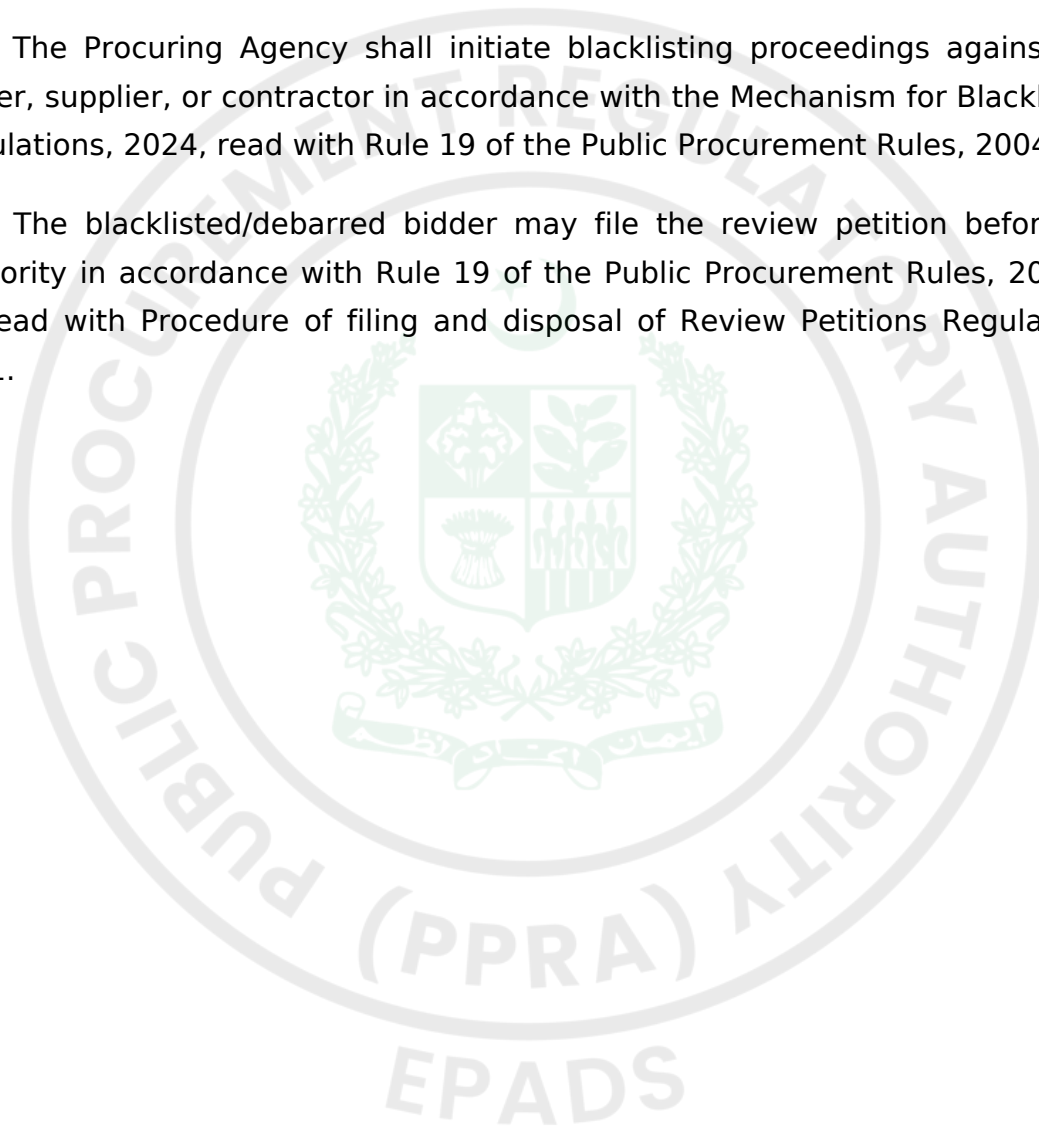 The Procuring Agency shall initiate blacklisting proceedings agains
er, supplier, or contractor in accordance with the Mechanism for Blackl
ulations, 2024, read with Rule 19 of the Public Procurement Rules, 2004
The blacklisted/debarred bidder may file the review petition befor
ority in accordance with Rule 19 of the Public Procurement Rules, 20
ead with Procedure of filing and disposal of Review Petitions Regula
.
PUBLIC PROCUREMENT REGULATORY AUTHORITY
(PPRA)
EPADS